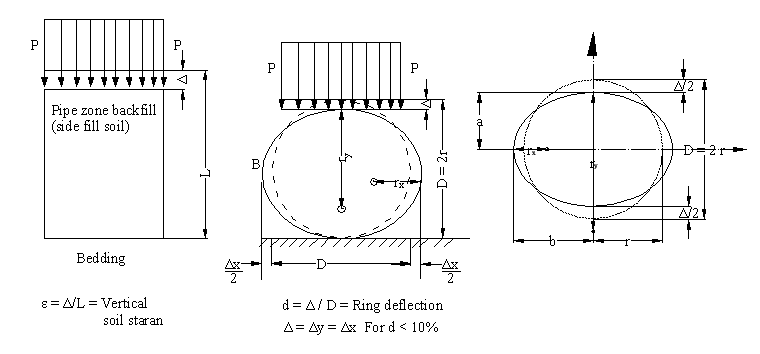 P
P
Δ
Pipe zone backfill
(side fill soil)
L
Bedding
ε = Δ/L = Vertical
soil staran
P
P
Δ
B
ry
rx
D = 2r
Δx
2
D
Δx
2
d = Δ / D = Ring deflection
Δ = Δy = Δx For d < 10%
Δ/2
a
rx
ry
D = 2 r
Δ/2
b
r